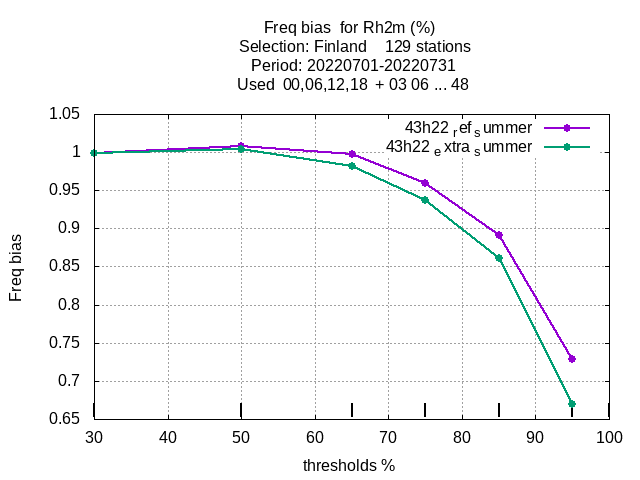 Freq bias  for Rh2m (%)
Selection: Finland    129 stations
Period: 20220701-20220731
Used  00,06,12,18  + 03 06 ... 48
43h22 ref summer
43h22 extra summer
1.05
1
0.95
0.9
0.85
0.8
0.75
0.7
0.65
Freq bias
30 40 50 60 70 80 90 100
thresholds %